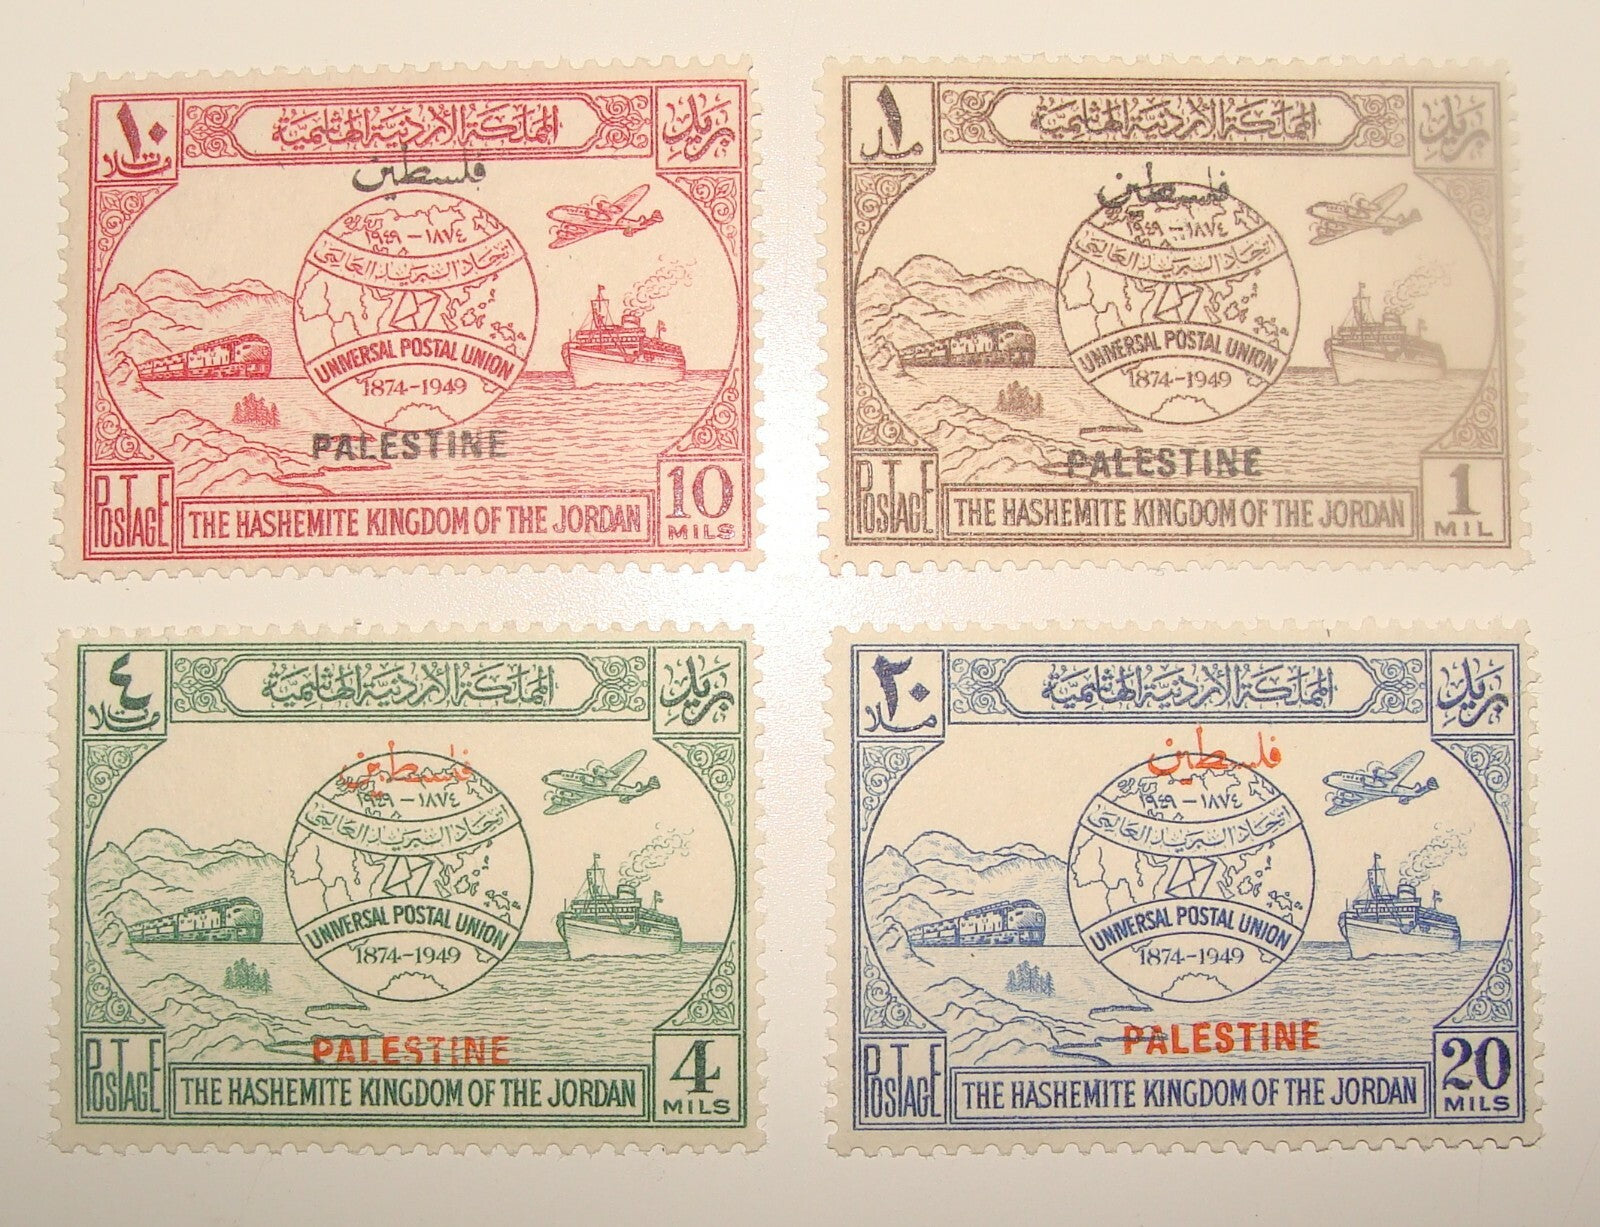 ١٠ المملكة الأردنية الهاشمية بريد
ملات
فلسطين
١٨٧٤ – ١٩٤٩
اتحاد البريد العالمي
UNIVERSAL POSTAL UNION
1874-1949
PALESTINE
POSTAGE THE HASHEMITE KINGDOM OF THE JORDAN 10
MILS
١ المملكة الأردنية الهاشمية بريد
مل
فلسطين
١٨٧٤ – ١٩٤٩
اتحاد البريد العالمي
UNIVERSAL POSTAL UNION
1874-1949
PALESTINE
POSTAGE THE HASHEMITE KINGDOM OF THE JORDAN 1
MIL
٤ المملكة الأردنية الهاشمية بريد
ملات
فلسطين
١٨٧٤ – ١٩٤٩
اتحاد البريد العالمي
UNIVERSAL POSTAL UNION
1874-1949
PALESTINE
POSTAGE THE HASHEMITE KINGDOM OF THE JORDAN 4
MILS
٢٠ المملكة الأردنية الهاشمية بريد
ملا
فلسطين
١٨٧٤ – ١٩٤٩
اتحاد البريد العالمي
UNIVERSAL POSTAL UNION
1874-1949
PALESTINE
POSTAGE THE HASHEMITE KINGDOM OF THE JORDAN 20
MILS